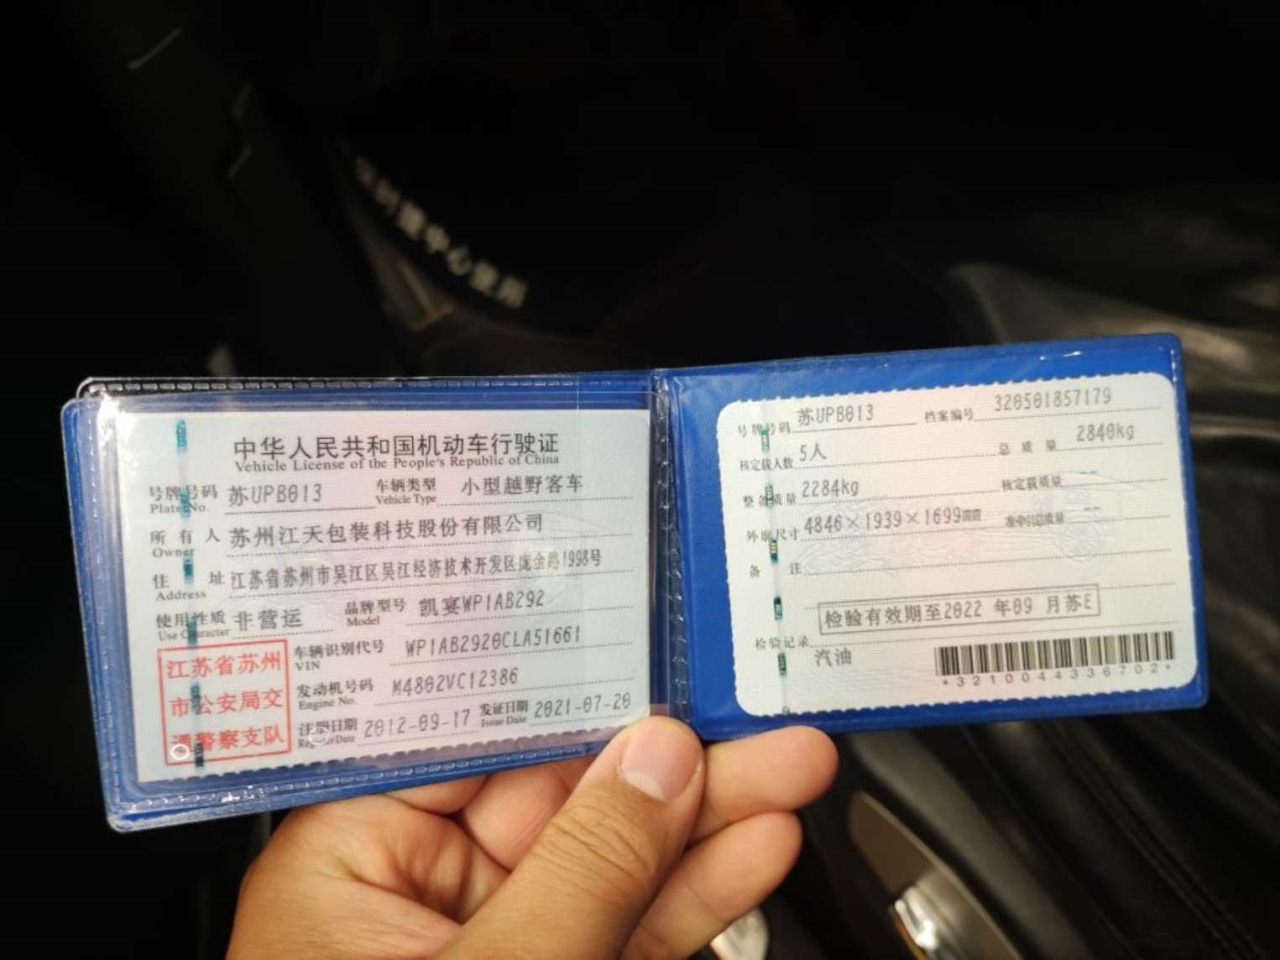 中华人民共和国机动车行驶证
Vehicle License of the People's Republic of China
号牌号码 苏UPB013 车辆类型 小型越野客车
Plate No. Vehicle Type
所有人 苏州江天包装科技股份有限公司
Owner
住址 江苏省苏州市吴江区吴江经济技术开发区庞金路1998号
Address
使用性质 非营运 品牌型号 凯宴WP1AB292
Use Character Model
江苏省苏州
市公安局交
通警察支队
车辆识别代号 WP1AB2920CLA51661
VIN
发动机号码 M4802VC12386
Engine No.
注册日期 2012-09-17 发证日期 2021-07-20
Register Date Issue Date
号牌号码 苏UPB013 档案编号 320501857179
核定载人数 5人 总质量 2840kg
整备质量 2284kg 核定载质量 --
外廓尺寸 4846×1939×1699 准牵引总质量 --
备注
检验有效期至2022年09月苏E
检验记录
汽油
*3210044336702*